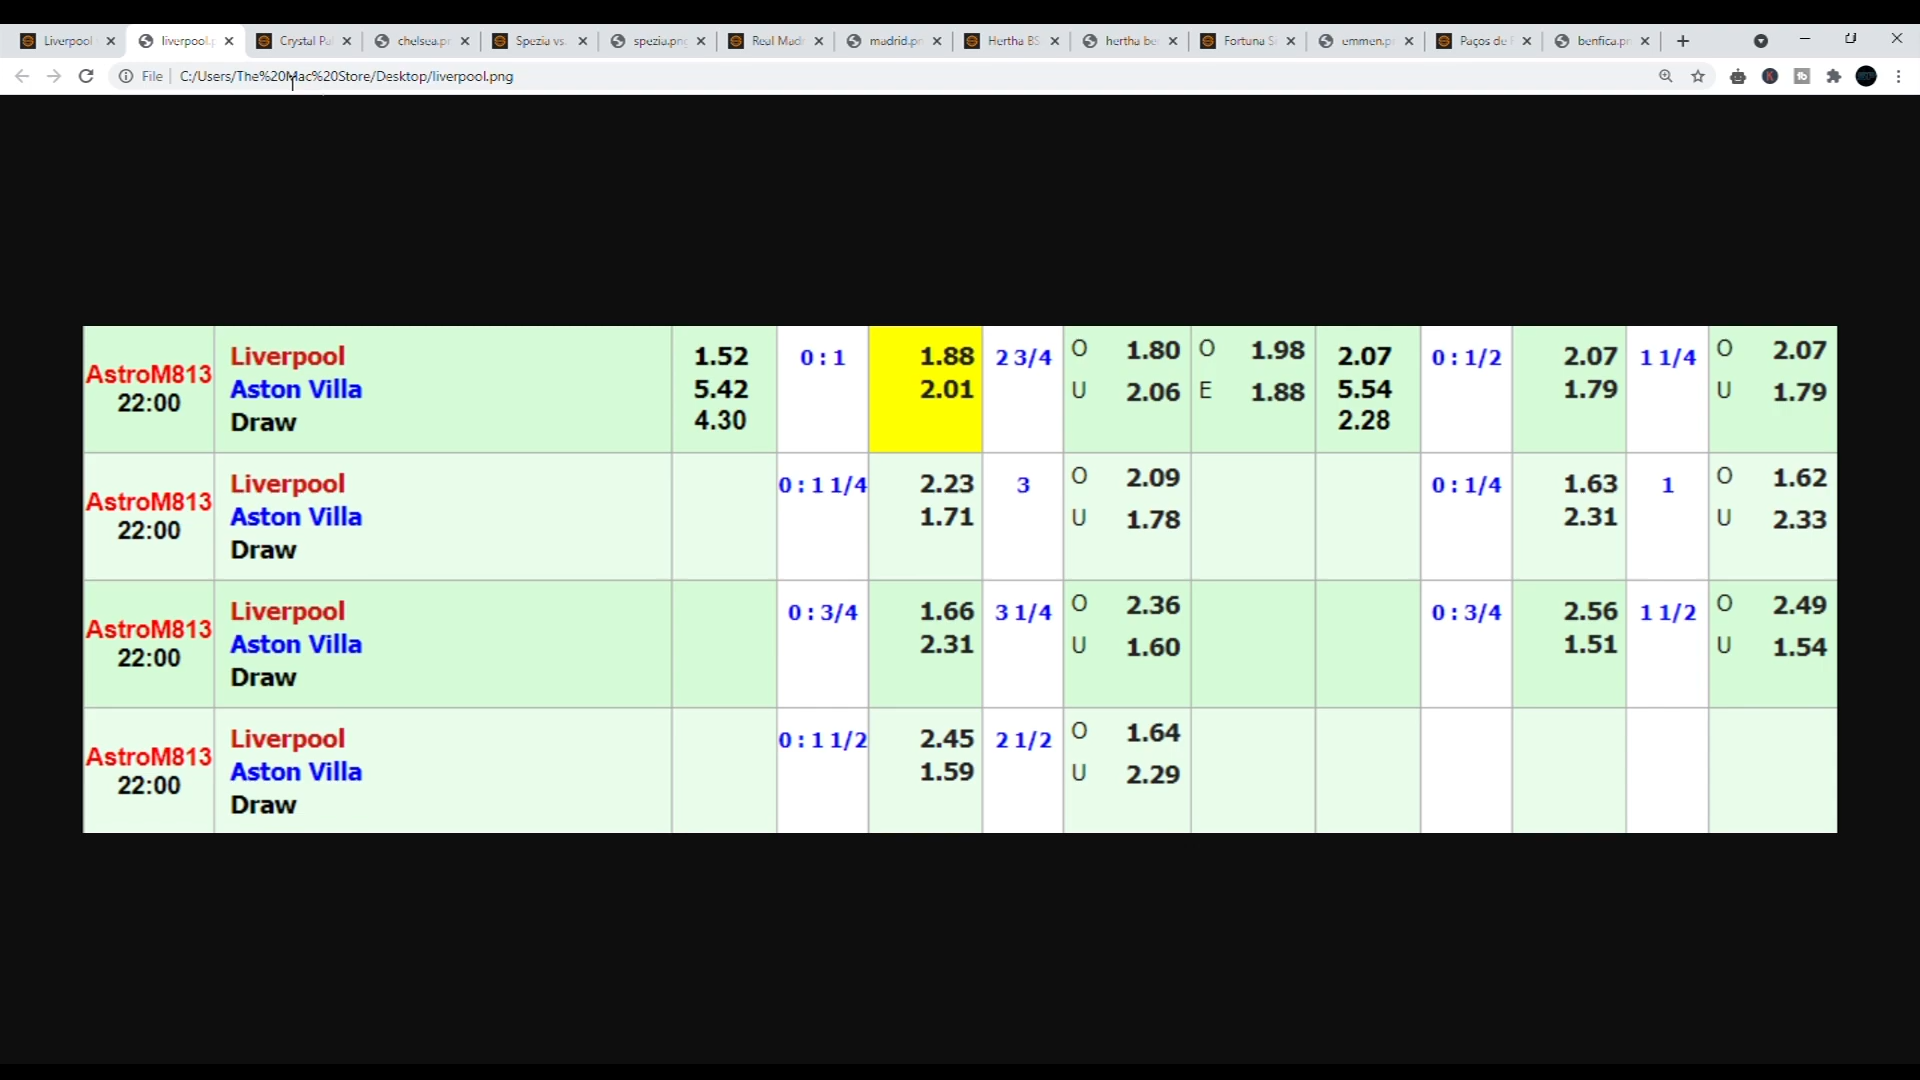 Liverpool liverpool.p Crystal Pa chelsea.pr Spezia vs. spezia.pn Real Madr madrid.pr Hertha BS hertha be Fortuna S emmen.p Paços de F benfica.pr
File C:/Users/The%20Mac%20Store/Desktop/liverpool.png
AstroM813 22:00
Liverpool 1.52 0 : 1 1.88 2 3/4 O 1.80 O 1.98 2.07 0 : 1/2 2.07 1 1/4 O 2.07
Aston Villa 5.42 2.01 U 2.06 E 1.88 5.54 1.79 U 1.79
Draw 4.30 2.28
AstroM813 22:00
Liverpool 0 : 1 1/4 2.23 3 O 2.09 0 : 1/4 1.63 1 O 1.62
Aston Villa 1.71 U 1.78 2.31 U 2.33
Draw
AstroM813 22:00
Liverpool 0 : 3/4 1.66 3 1/4 O 2.36 0 : 3/4 2.56 1 1/2 O 2.49
Aston Villa 2.31 U 1.60 1.51 U 1.54
Draw
AstroM813 22:00
Liverpool 0 : 1 1/2 2.45 2 1/2 O 1.64
Aston Villa 1.59 U 2.29
Draw